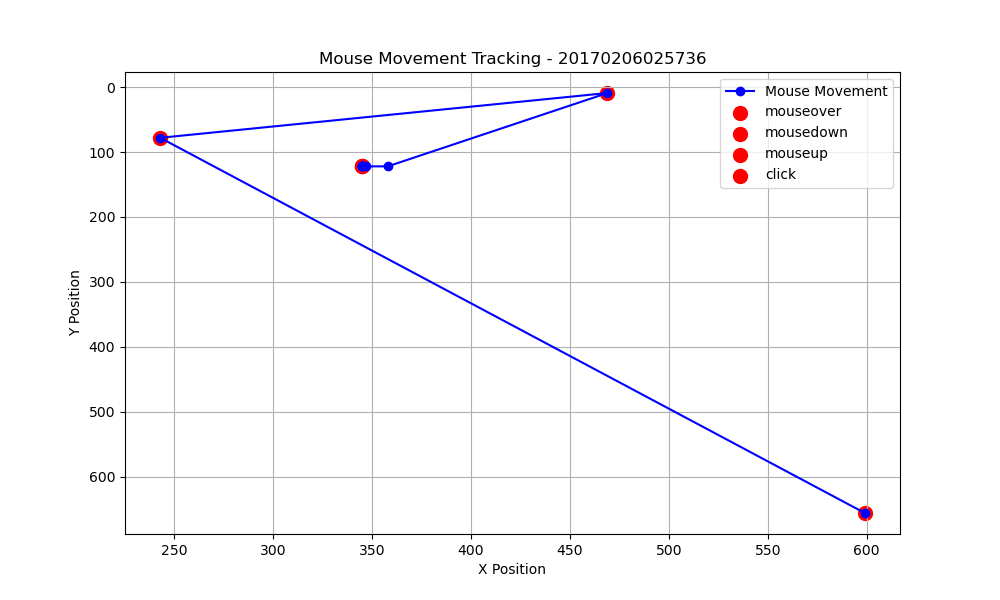 Mouse Movement Tracking - 20170206025736
Mouse Movement
mouseover
mousedown
mouseup
click
0
100
200
300
400
500
600
Y Position
250
300
350
400
450
500
550
600
X Position